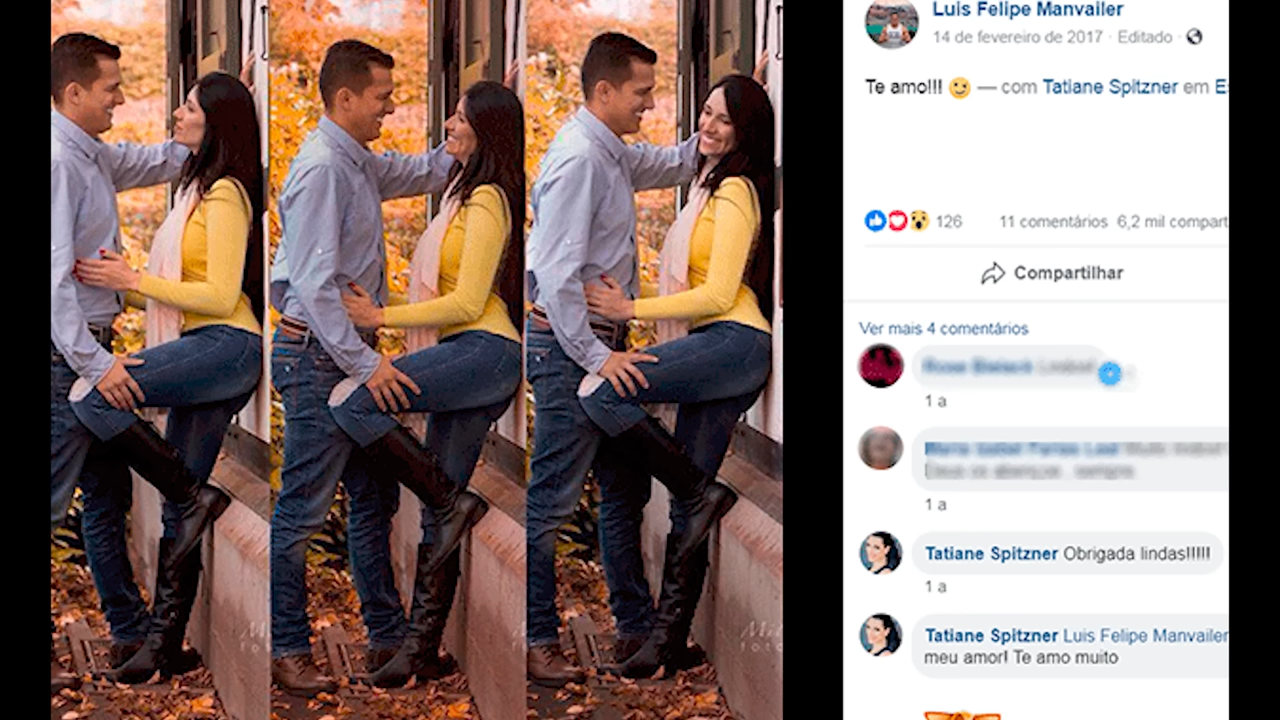 Luis Felipe Manvailer
14 de fevereiro de 2017 · Editado ·
Te amo!!! — com Tatiane Spitzner em
126 11 comentários 6,2 mil compart
Compartilhar
Ver mais 4 comentários
1 a
1 a
Tatiane Spitzner Obrigada lindas!!!!!
1 a
Tatiane Spitzner Luis Felipe Manvailer
meu amor! Te amo muito